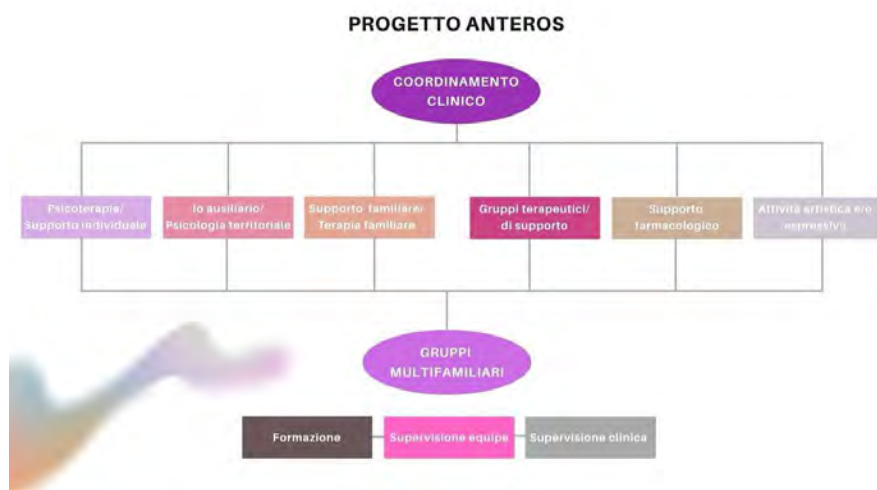 PROGETTO ANTEROS
COORDINAMENTO
CLINICO
Psicoterapia/
Supporto individuale
Io ausiliario/
Psicologia territoriale
Supporto familiare/
Terapia familiare
Gruppi terapeutici/
di supporto
Supporto
farmacologico
Attività artistica e/o
espressiva
GRUPPI
MULTIFAMILIARI
Formazione
Supervisione equipe
Supervisione clinica